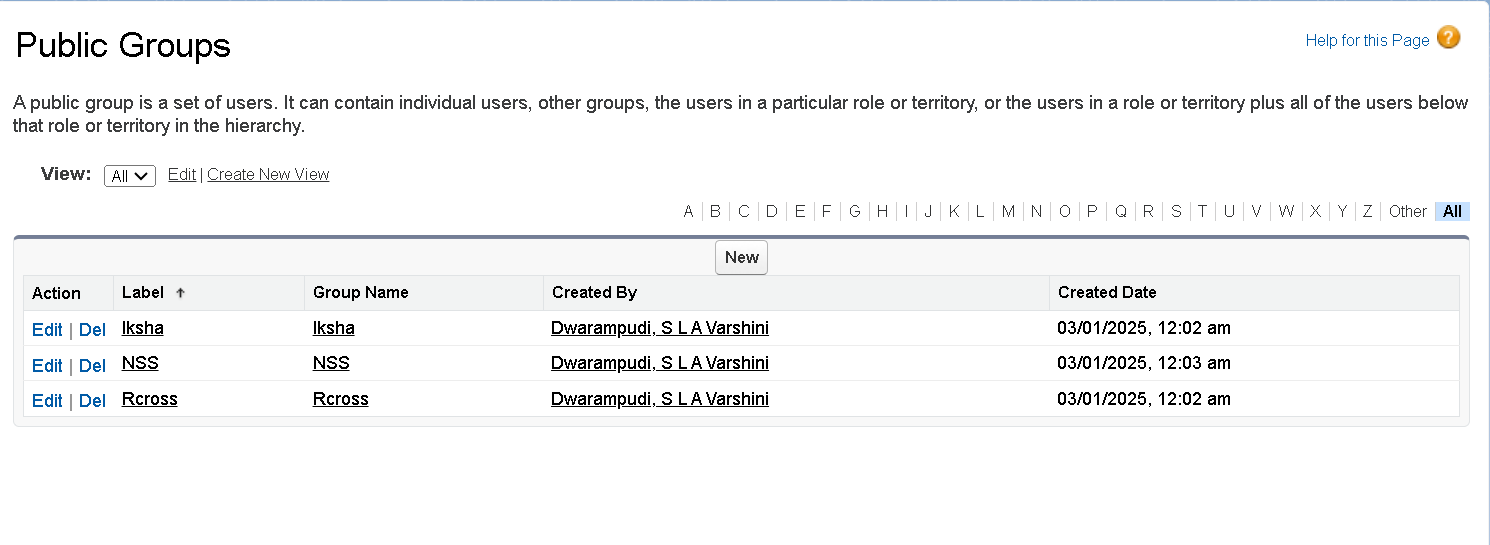 Public Groups
Help for this Page ?
A public group is a set of users. It can contain individual users, other groups, the users in a particular role or territory, or the users in a role or territory plus all of the users below
that role or territory in the hierarchy.
View: All Edit | Create New View
A | B | C | D | E | F | G | H | I | J | K | L | M | N | O | P | Q | R | S | T | U | V | W | X | Y | Z | Other | All
New
Action Label Group Name Created By Created Date
Edit | Del Iksha Iksha Dwarampudi, S L A Varshini 03/01/2025, 12:02 am
Edit | Del NSS NSS Dwarampudi, S L A Varshini 03/01/2025, 12:03 am
Edit | Del Rcross Rcross Dwarampudi, S L A Varshini 03/01/2025, 12:02 am